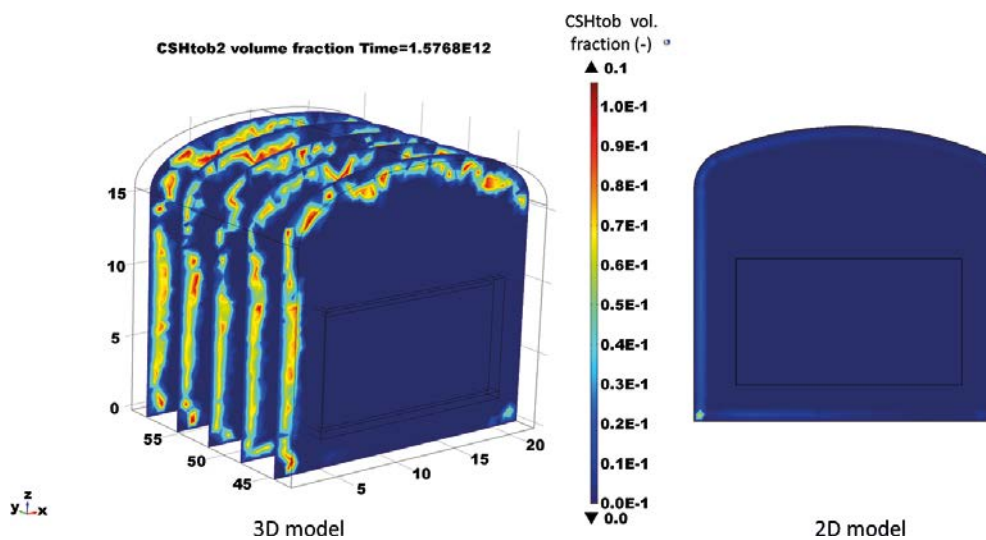 CSHtob2 volume fraction Time=1.5768E12
15
10
5
0
55
50
45
5
10
15
20
z
y x
3D model
CSHtob vol.
fraction (-)
▲ 0.1
1.0E-1
0.9E-1
0.8E-1
0.7E-1
0.6E-1
0.5E-1
0.4E-1
0.3E-1
0.2E-1
0.1E-1
0.0E-1
▼ 0.0
2D model